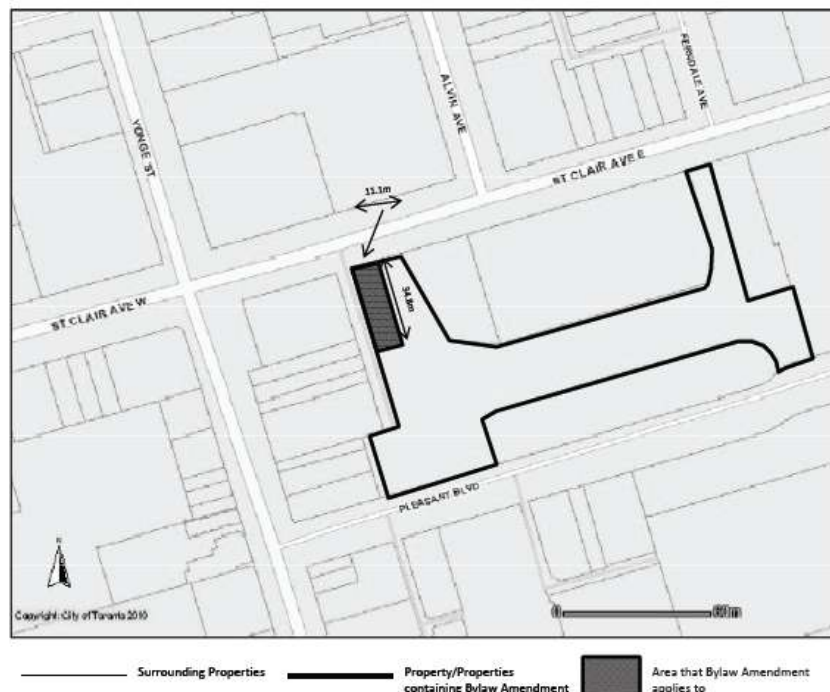 FERNDALE AVE
ALVIN AVE
YONGE ST
ST CLAIR AVE E
11.1m
34.8m
ST CLAIR AVE W
PLEASANT BLVD
N
Copyright: City of Toronto 2010
0 60m
Surrounding Properties
Property/Properties
containing Bylaw Amendment
Area that Bylaw Amendment
applies to